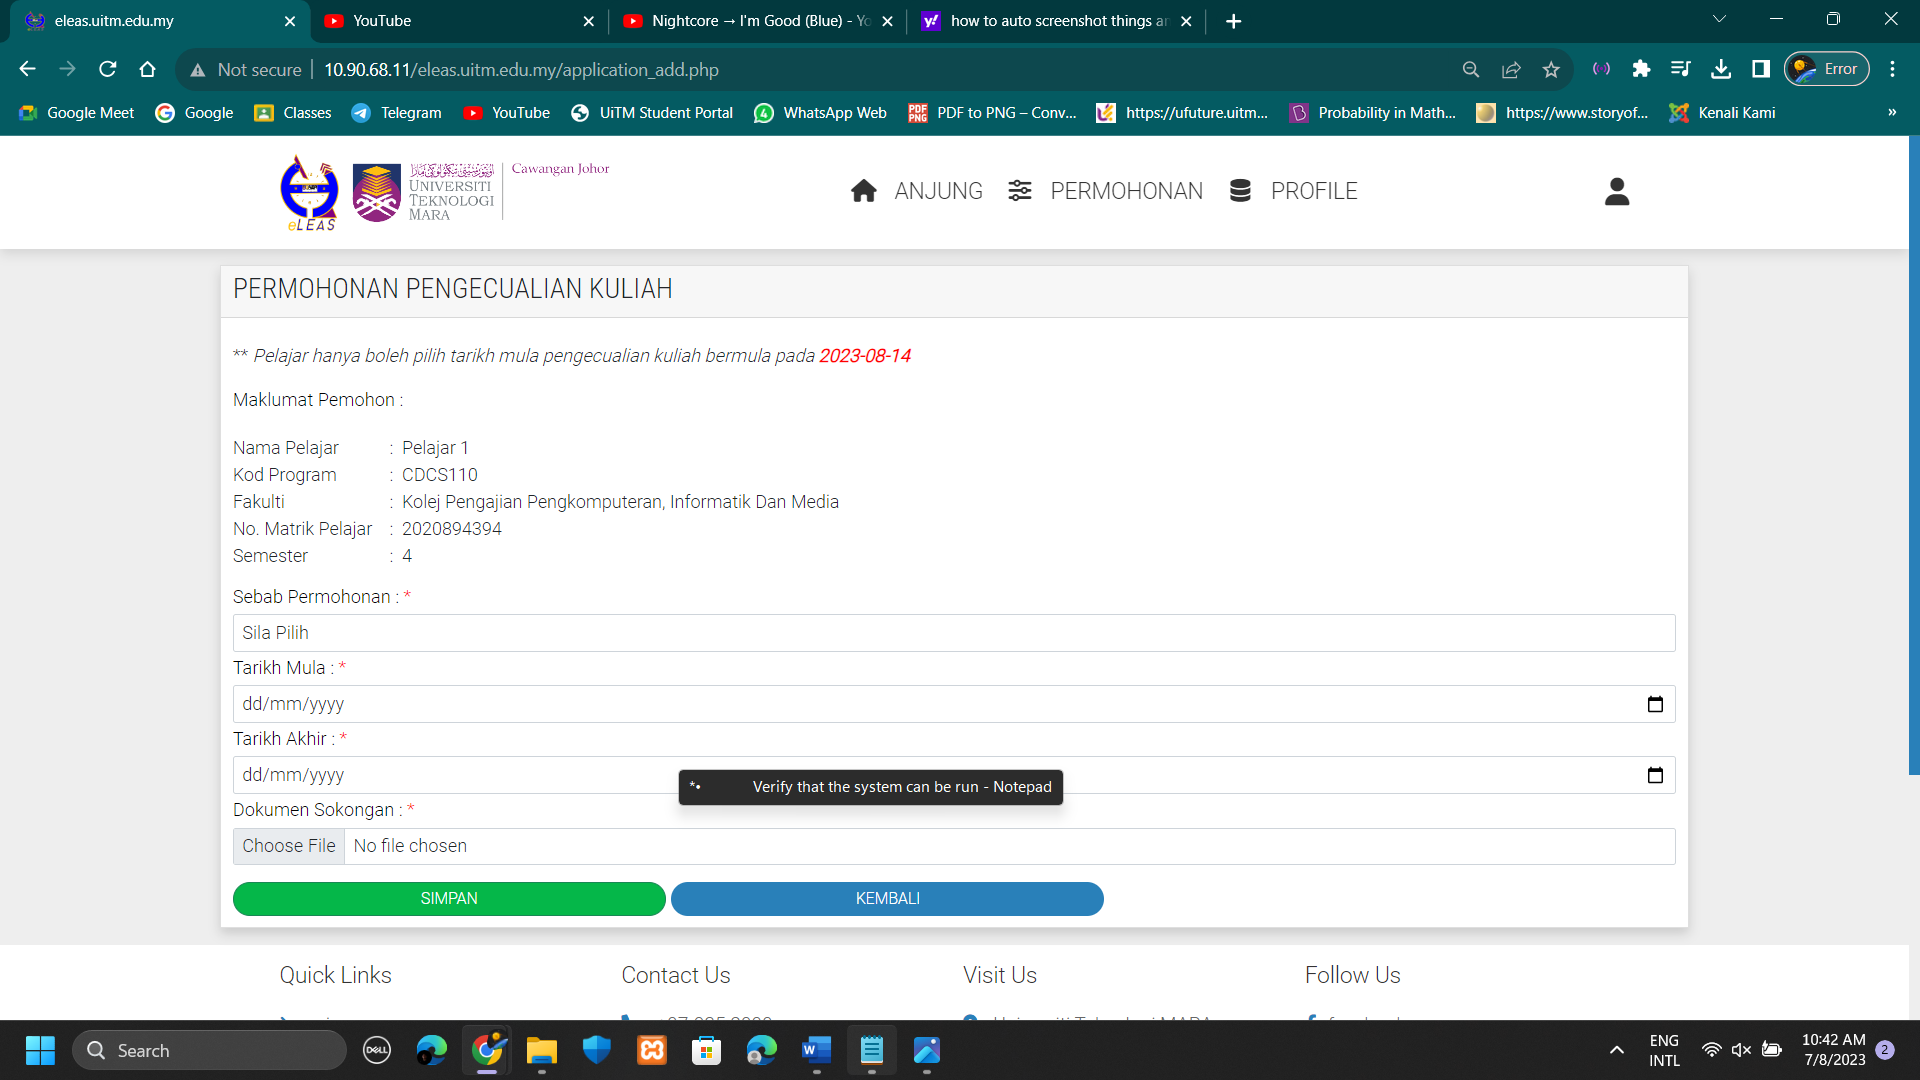 eleas.uitm.edu.my
YouTube
Nightcore → I'm Good (Blue) - Yo
how to auto screenshot things an
Not secure
10.90.68.11/eleas.uitm.edu.my/application_add.php
Error
Google Meet
Google
Classes
Telegram
YouTube
UiTM Student Portal
WhatsApp Web
PDF to PNG – Conv...
https://ufuture.uitm...
Probability in Math...
https://www.storyof...
Kenali Kami
»
eLEAS
UNIVERSITI
TEKNOLOGI
MARA
Cawangan Johor
ANJUNG
PERMOHONAN
PROFILE
PERMOHONAN PENGECUALIAN KULIAH
** Pelajar hanya boleh pilih tarikh mula pengecualian kuliah bermula pada 2023-08-14
Maklumat Pemohon :
Nama Pelajar : Pelajar 1
Kod Program : CDCS110
Fakulti : Kolej Pengajian Pengkomputeran, Informatik Dan Media
No. Matrik Pelajar : 2020894394
Semester : 4
Sebab Permohonan : *
Sila Pilih
Tarikh Mula : *
dd/mm/yyyy
Tarikh Akhir : *
dd/mm/yyyy
*• Verify that the system can be run - Notepad
Dokumen Sokongan : *
Choose File No file chosen
SIMPAN
KEMBALI
Quick Links
Contact Us
Visit Us
Follow Us
Search
DELL
W
ENG
INTL
10:42 AM
7/8/2023
2